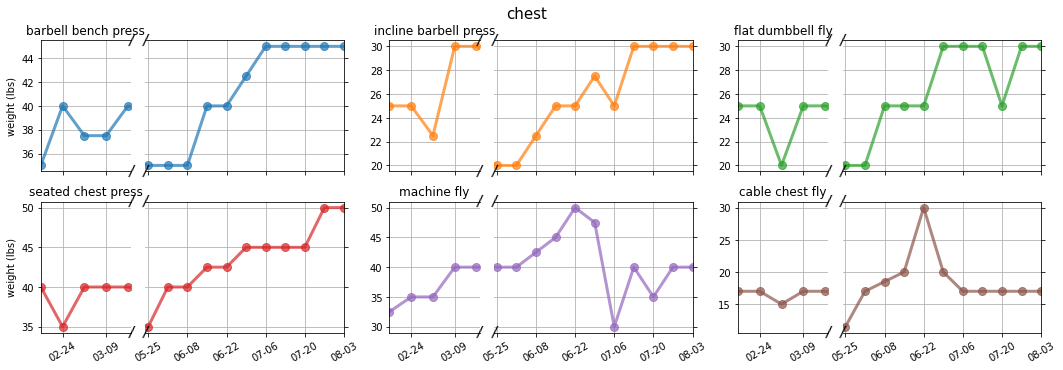 chest
barbell bench press
incline barbell press
flat dumbbell fly
weight (lbs)
44
42
40
38
36
30
28
26
24
22
20
30
28
26
24
22
20
seated chest press
machine fly
cable chest fly
weight (lbs)
50
45
40
35
50
45
40
35
30
30
25
20
15
02:24 03:09 05:25 06:08 06:22 07:06 07:20 08:03
02:24 03:09 05:25 06:08 06:22 07:06 07:20 08:03
02:24 03:09 05:25 06:08 06:22 07:06 07:20 08:03